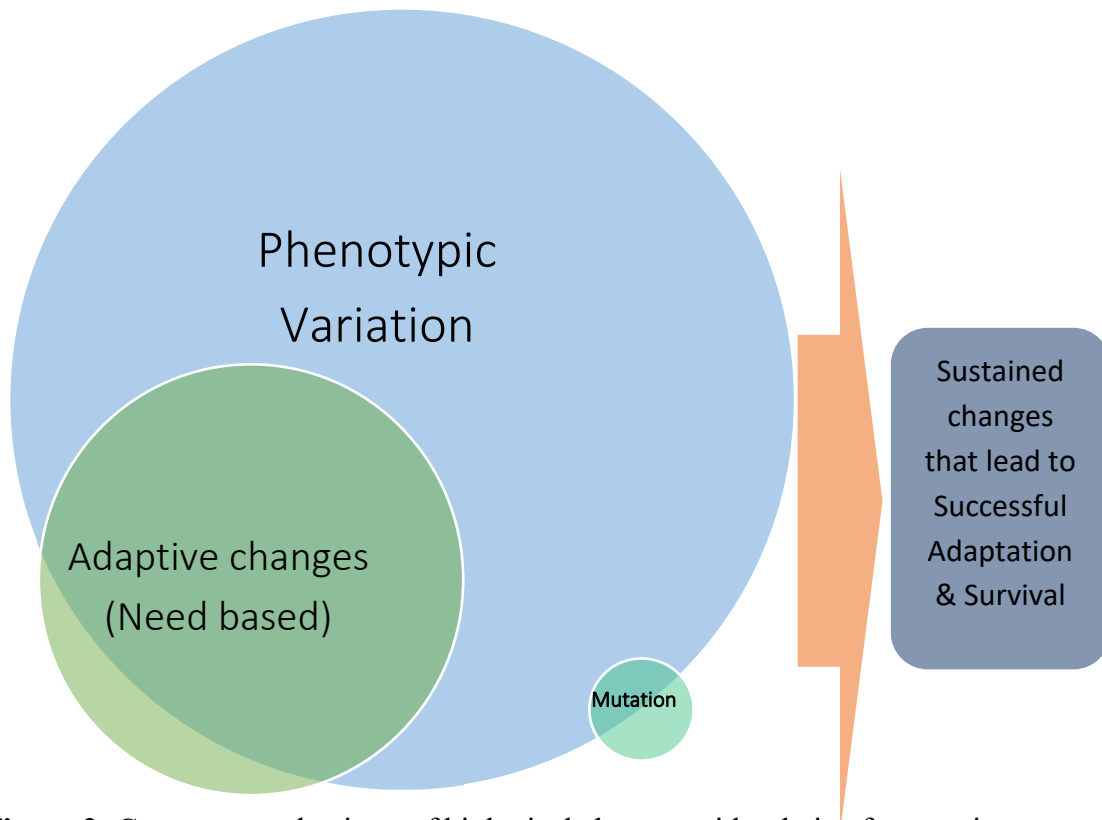 Phenotypic
Variation
Adaptive changes
(Need based)
Mutation
Sustained
changes
that lead to
Successful
Adaptation
& Survival